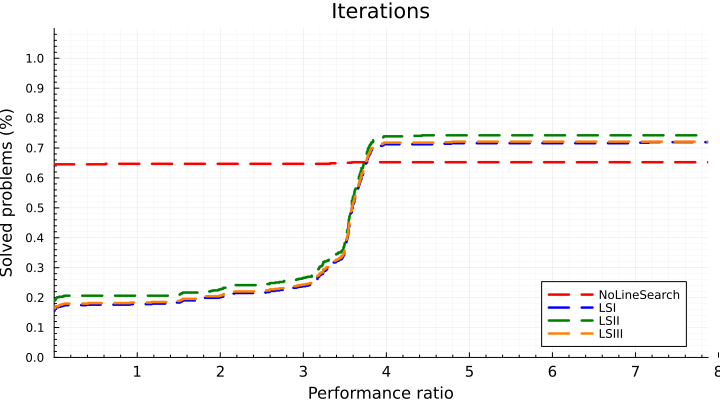 Iterations
Solved problems (%)
1.0
0.9
0.8
0.7
0.6
0.5
0.4
0.3
0.2
0.1
0.0
NoLineSearch
LSI
LSII
LSIII
1 2 3 4 5 6 7 8
Performance ratio